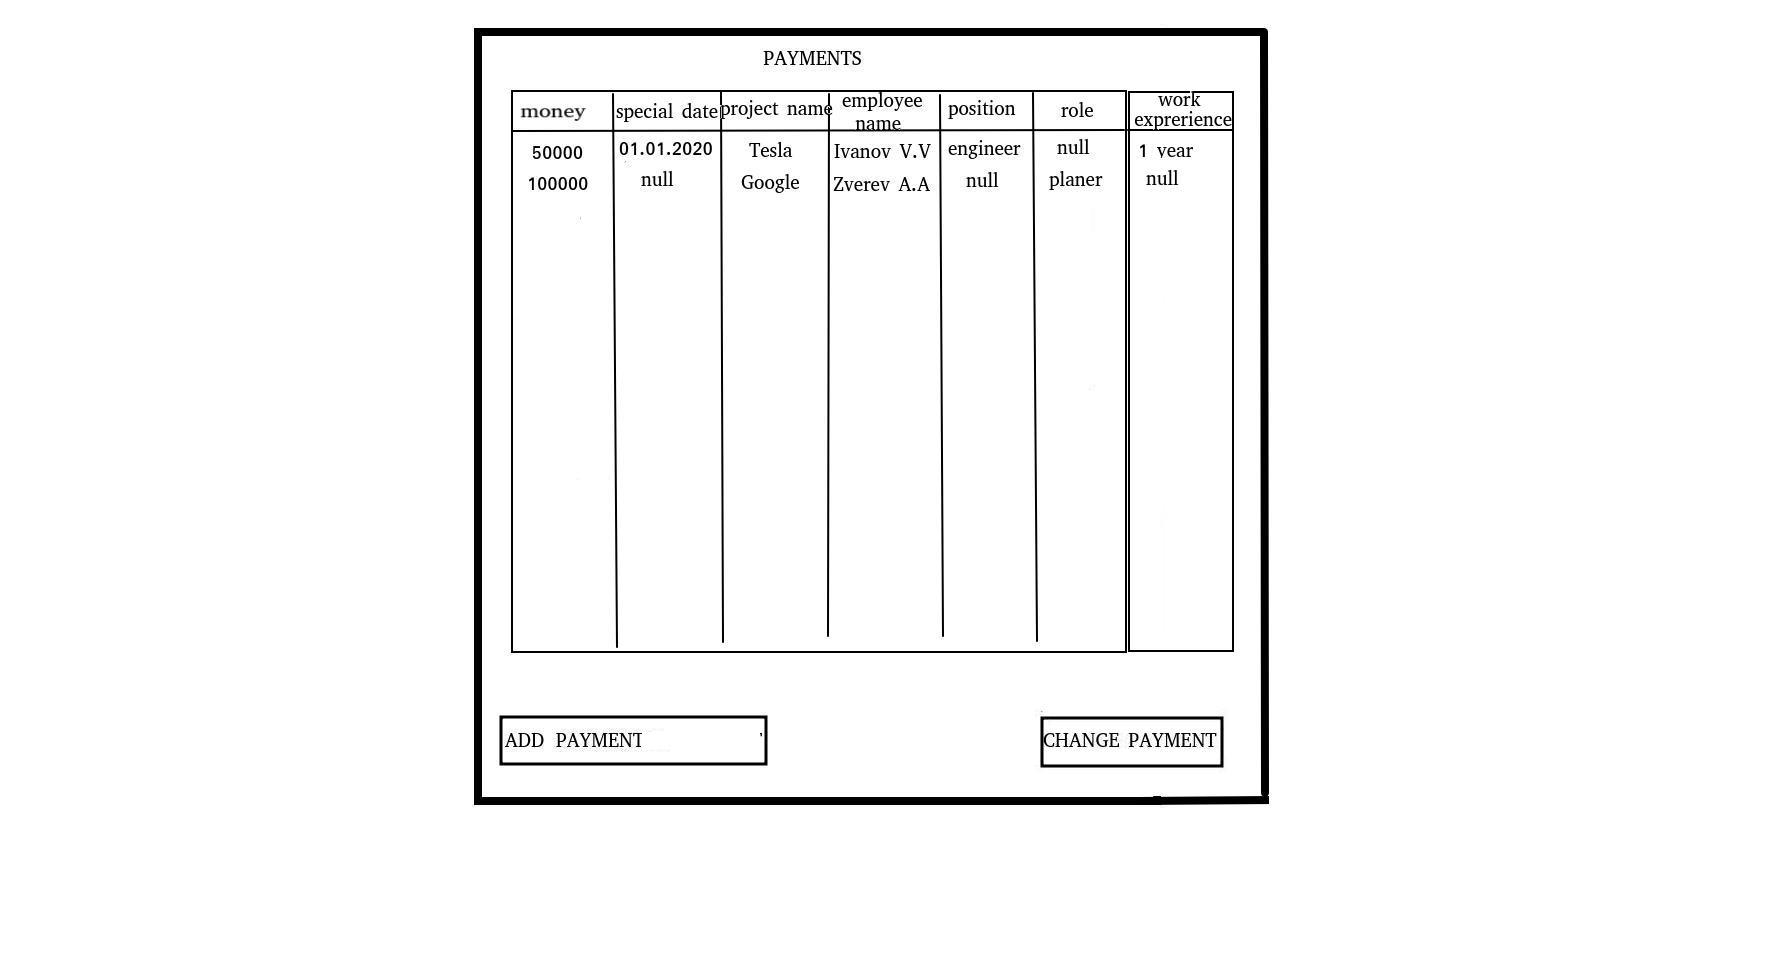 PAYMENTS
money special date project name employee name position role work exprerience
50000 01.01.2020 Tesla Ivanov V.V engineer null 1 year
100000 null Google Zverev A.A null planer null
ADD PAYMENT CHANGE PAYMENT